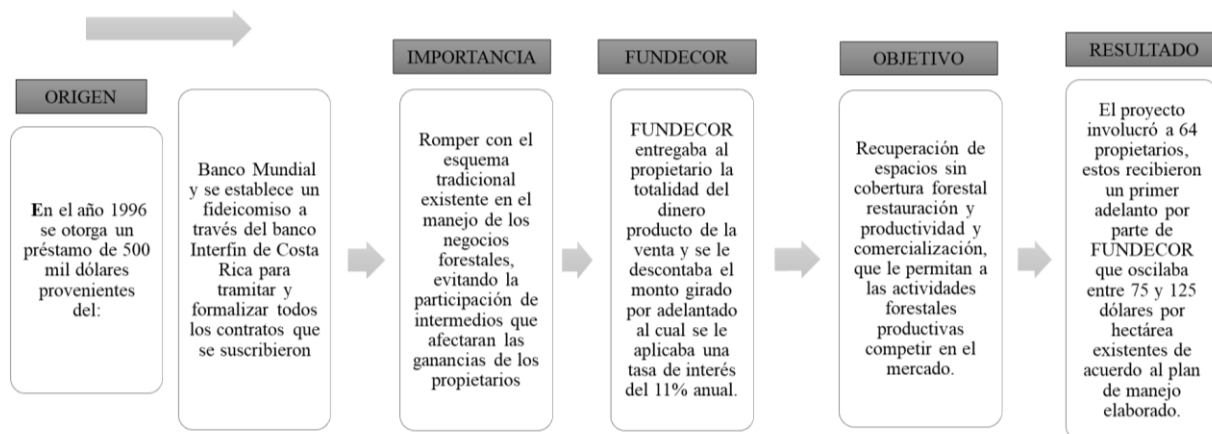 ORIGEN
En el año 1996
se otorga un
préstamo de 500
mil dólares
provenientes
del:
Banco Mundial
y se establece un
fideicomiso a
través del banco
Interfin de Costa
Rica para
tramitar y
formalizar todos
los contratos que
se suscribieron
IMPORTANCIA
Romper con el
esquema
tradicional
existente en el
manejo de los
negocios
forestales,
evitando la
participación de
intermedios que
afectaran las
ganancias de los
propietarios
FUNDECOR
FUNDECOR
entregaba al
propietario la
totalidad del
dinero
producto de la
venta y se le
descontaba el
monto girado
por adelantado
al cual se le
aplicaba una
tasa de interés
del 11% anual.
OBJETIVO
Recuperación de
espacios sin
cobertura forestal
restauración y
productividad y
comercialización,
que le permitan a
las actividades
forestales
productivas
competir en el
mercado.
RESULTADO
El proyecto
involucró a 64
propietarios,
estos recibieron
un primer
adelanto por
parte de
FUNDECOR
que oscilaba
entre 75 y 125
dólares por
hectárea
existentes de
acuerdo al plan
de manejo
elaborado.